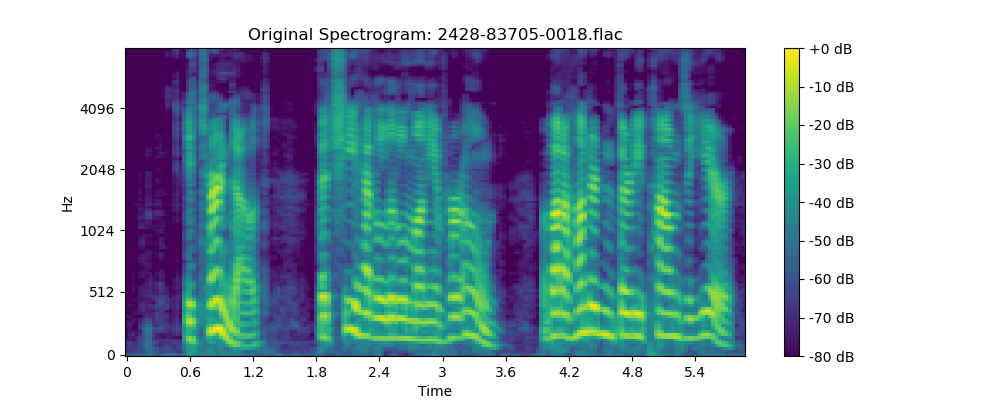 Original Spectrogram: 2428-83705-0018.flac
Hz
4096
2048
1024
512
0
0 0.6 1.2 1.8 2.4 3 3.6 4.2 4.8 5.4
Time
+0 dB
-10 dB
-20 dB
-30 dB
-40 dB
-50 dB
-60 dB
-70 dB
-80 dB